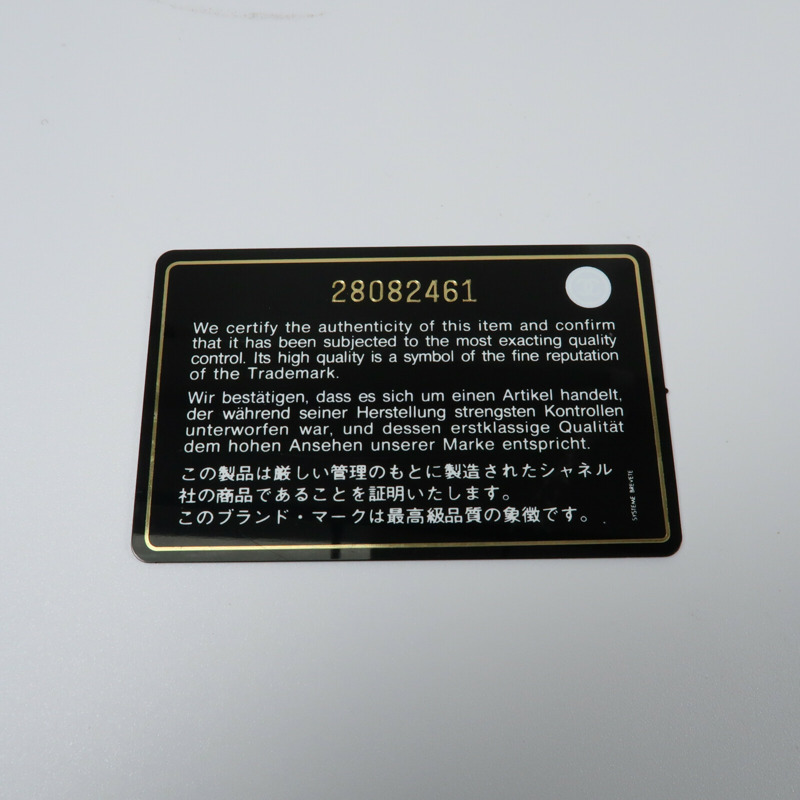 28082461
We certify the authenticity of this item and confirm
that it has been subjected to the most exacting quality
control. Its high quality is a symbol of the fine reputation
of the Trademark.
Wir bestätigen, dass es sich um einen Artikel handelt,
der während seiner Herstellung strengsten Kontrollen
unterworfen war, und dessen erstklassige Qualität
dem hohen Ansehen unserer Marke entspricht.
この製品は厳しい管理のもとに製造されたシャネル
社の商品であることを証明いたします。
このブランド・マークは最高級品質の象徴です。
SYSTEME BREVETE